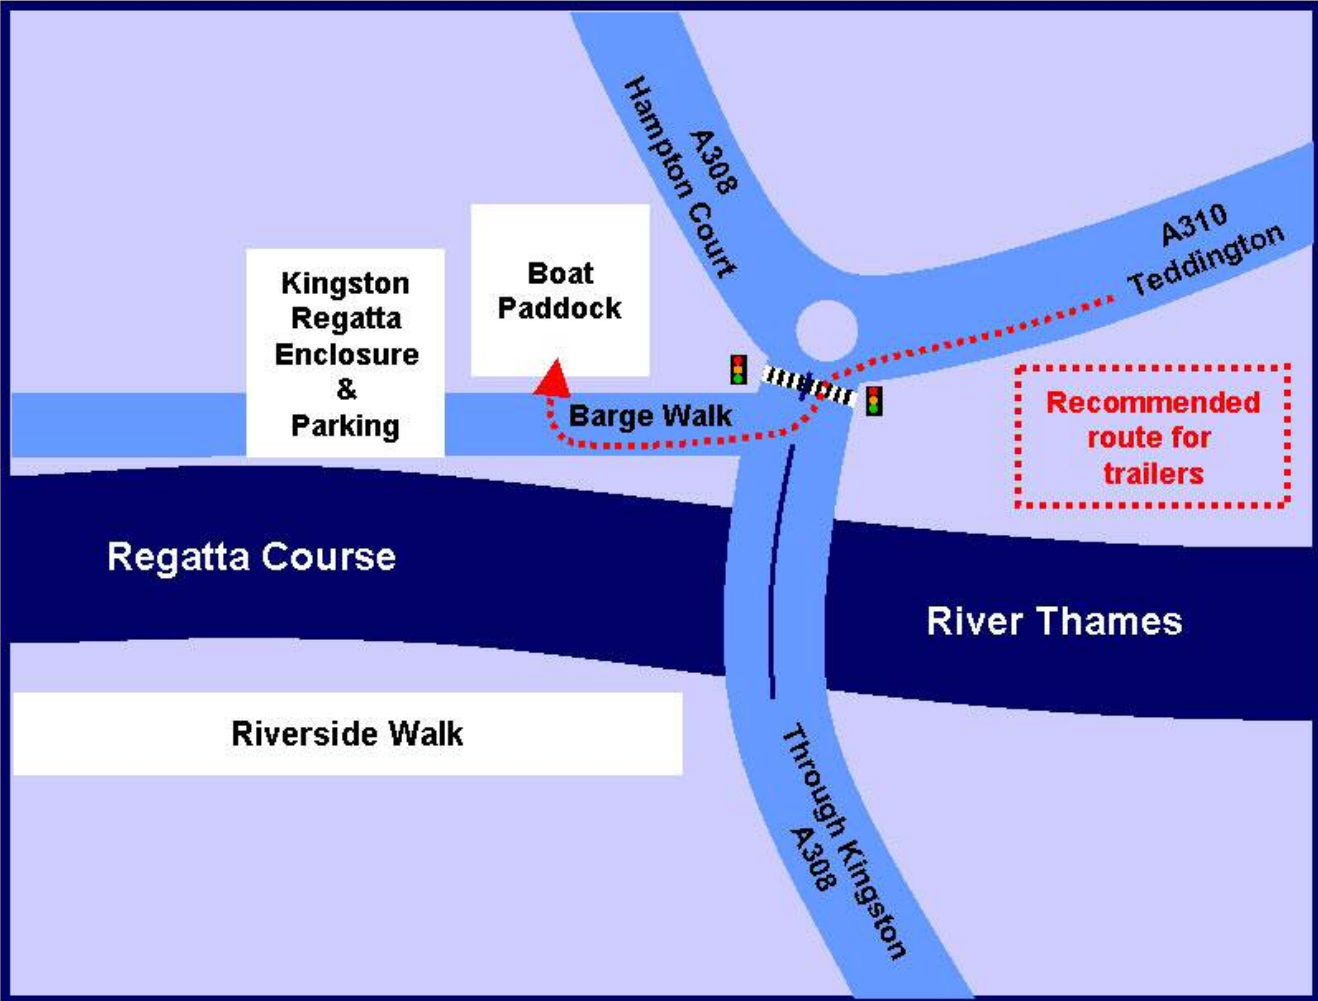 A308
Hampton Court
A310
Teddington
Boat
Paddock
Kingston
Regatta
Enclosure
&
Parking
Barge Walk
Recommended
route for
trailers
Regatta Course
River Thames
Riverside Walk
Through Kingston
A308